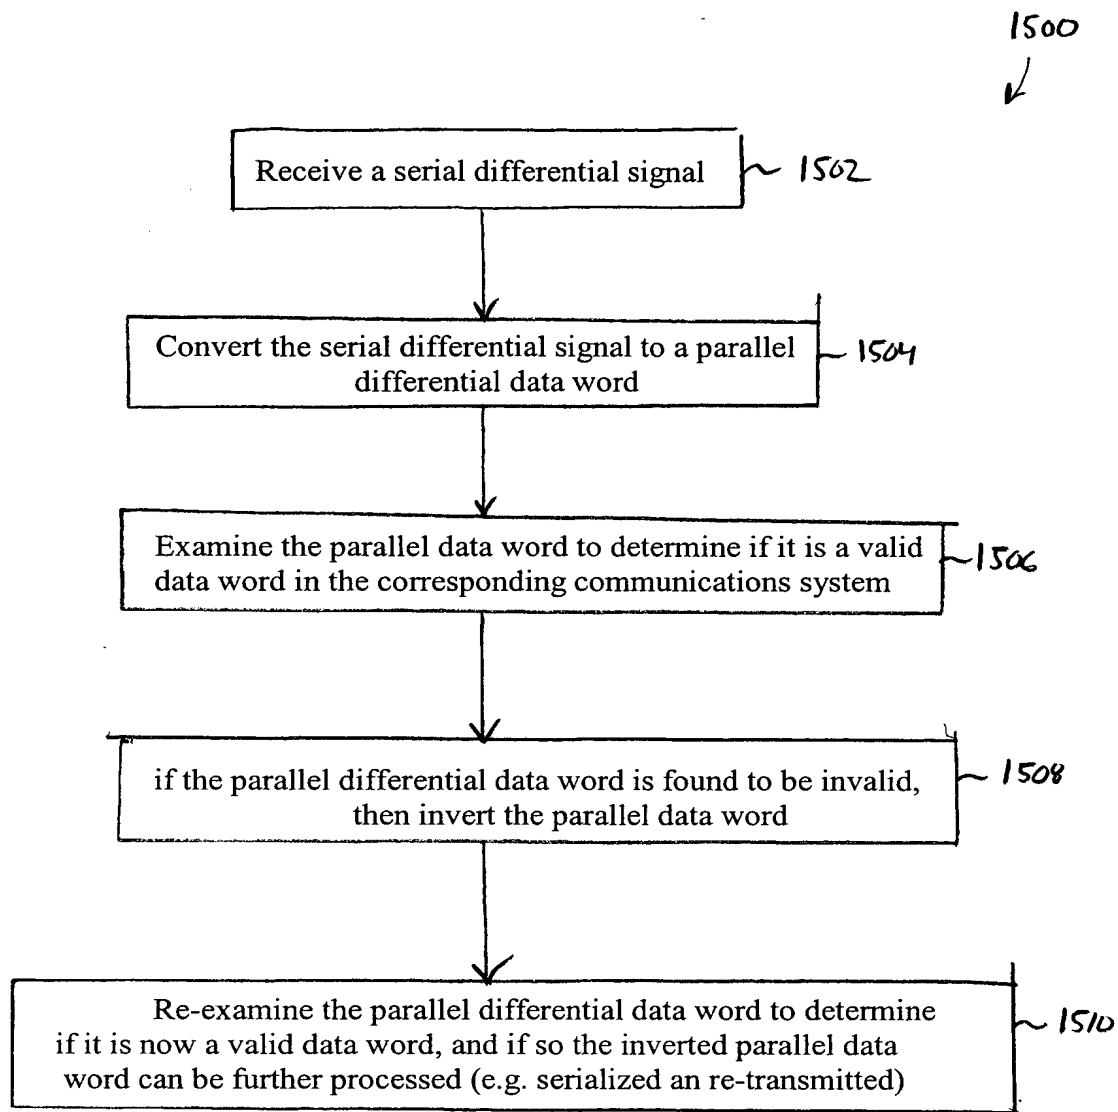 1500
Receive a serial differential signal
1502
Convert the serial differential signal to a parallel
differential data word
1504
Examine the parallel data word to determine if it is a valid
data word in the corresponding communications system
1506
if the parallel differential data word is found to be invalid,
then invert the parallel data word
1508
Re-examine the parallel differential data word to determine
if it is now a valid data word, and if so the inverted parallel data
word can be further processed (e.g. serialized an re-transmitted)
1510